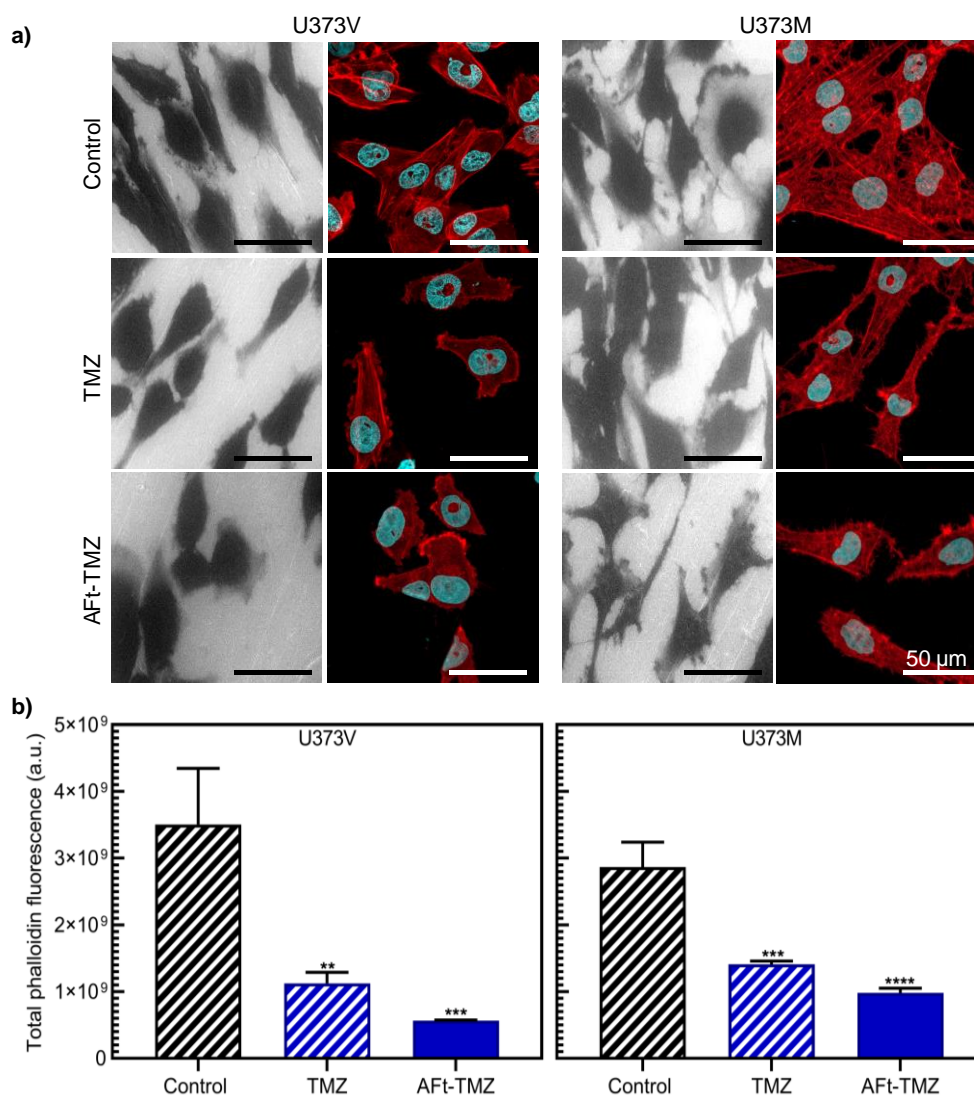 a)
U373V
U373M
Control
TMZ
AFt-TMZ
50 µm
b)
Total phalloidin fluorescence (a.u.)
5×10⁹
4×10⁹
3×10⁹
2×10⁹
1×10⁹
0
U373V
**
***
Control TMZ AFt-TMZ
U373M
***
****
Control TMZ AFt-TMZ